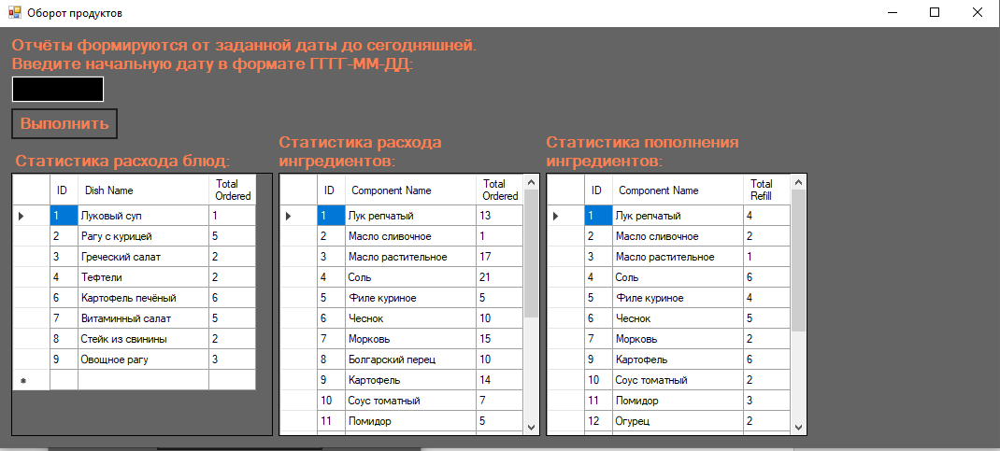 Оборот продуктов
Отчёты формируются от заданной даты до сегодняшней.
Введите начальную дату в формате ГГГГ-ММ-ДД:
Выполнить
Статистика расхода блюд:
ID Dish Name Total Ordered
1 Луковый суп 1
2 Рагу с курицей 5
3 Греческий салат 2
4 Тефтели 2
6 Картофель печёный 6
7 Витаминный салат 5
8 Стейк из свинины 2
9 Овощное рагу 3
Статистика расхода
ингредиентов:
ID Component Name Total Ordered
1 Лук репчатый 13
2 Масло сливочное 1
3 Масло растительное 17
4 Соль 21
5 Филе куриное 5
6 Чеснок 10
7 Морковь 15
8 Болгарский перец 10
9 Картофель 14
10 Соус томатный 7
11 Помидор 5
Статистика пополнения
ингредиентов:
ID Component Name Total Refill
1 Лук репчатый 4
2 Масло сливочное 2
3 Масло растительное 1
4 Соль 6
5 Филе куриное 4
6 Чеснок 5
7 Морковь 2
9 Картофель 6
10 Соус томатный 2
11 Помидор 3
12 Огурец 2